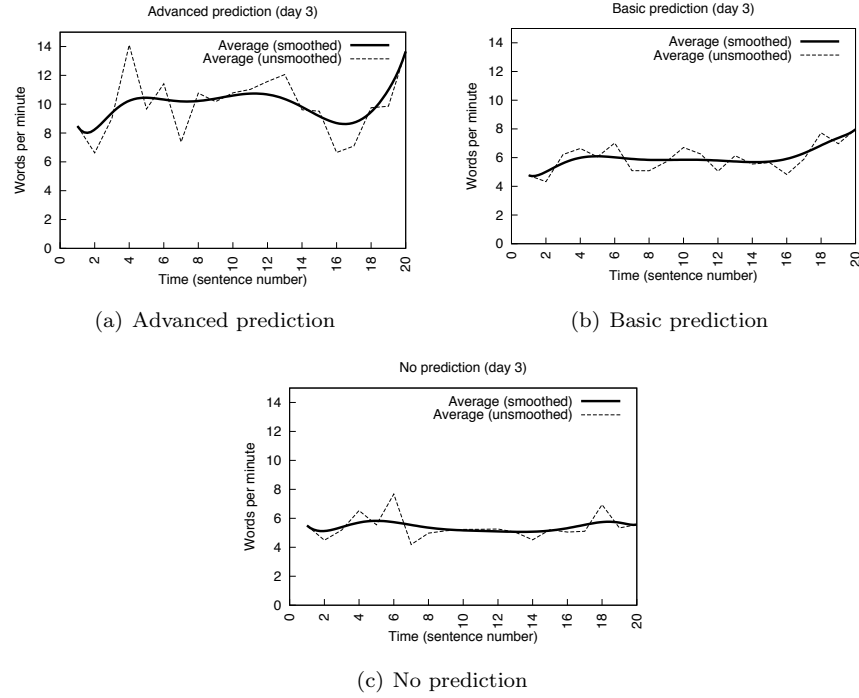 Advanced prediction (day 3)
Average (smoothed)
Average (unsmoothed)
Words per minute
14
12
10
8
6
4
2
0
0 2 4 6 8 10 12 14 16 18 20
Time (sentence number)
(a) Advanced prediction
Basic prediction (day 3)
Average (smoothed)
Average (unsmoothed)
Words per minute
14
12
10
8
6
4
2
0
0 2 4 6 8 10 12 14 16 18 20
Time (sentence number)
(b) Basic prediction
No prediction (day 3)
Average (smoothed)
Average (unsmoothed)
Words per minute
14
12
10
8
6
4
2
0
0 2 4 6 8 10 12 14 16 18 20
Time (sentence number)
(c) No prediction